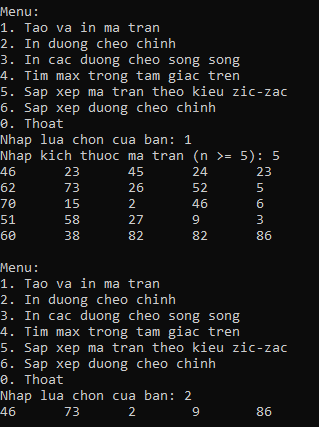 Menu:
1. Tao va in ma tran
2. In duong cheo chinh
3. In cac duong cheo song song
4. Tim max trong tam giac tren
5. Sap xep ma tran theo kieu zic-zac
6. Sap xep duong cheo chinh
0. Thoat
Nhap lua chon cua ban: 1
Nhap kich thuoc ma tran (n >= 5): 5
46 23 45 24 23
62 73 26 52 5
70 15 2 46 6
51 58 27 9 3
60 38 82 82 86
Menu:
1. Tao va in ma tran
2. In duong cheo chinh
3. In cac duong cheo song song
4. Tim max trong tam giac tren
5. Sap xep ma tran theo kieu zic-zac
6. Sap xep duong cheo chinh
0. Thoat
Nhap lua chon cua ban: 2
46 73 2 9 86